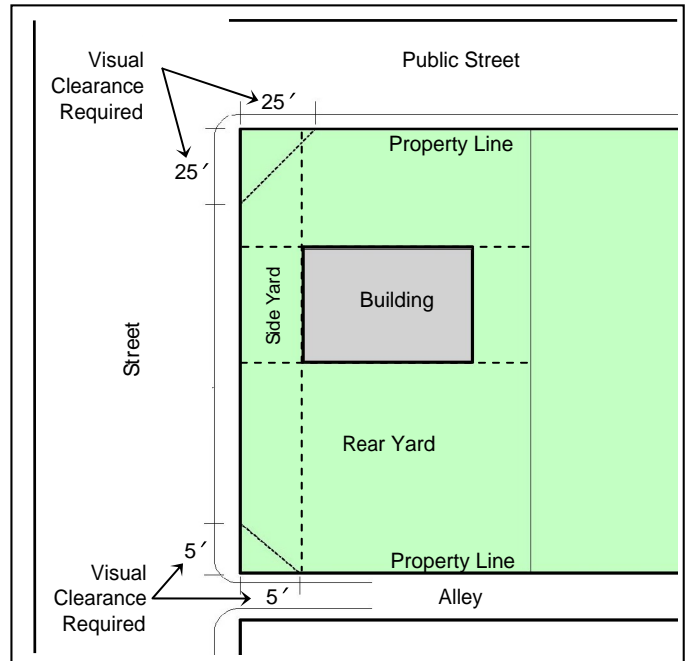 Visual
Clearance
Required
Public Street
25′
Property Line
25′
Side Yard
Building
Street
Rear Yard
5′
Property Line
Visual
Clearance
Required
5′
Alley